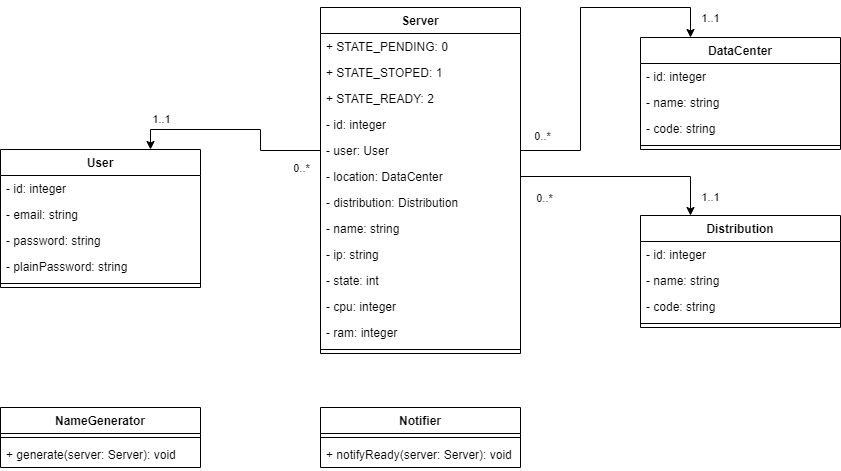 Server
+ STATE_PENDING: 0
+ STATE_STOPED: 1
+ STATE_READY: 2
- id: integer
- user: User
- location: DataCenter
- distribution: Distribution
- name: string
- ip: string
- state: int
- cpu: integer
- ram: integer
1..1
0..*
User
- id: integer
- email: string
- password: string
- plainPassword: string
0..*
1..1
DataCenter
- id: integer
- name: string
- code: string
0..*
1..1
Distribution
- id: integer
- name: string
- code: string
NameGenerator
+ generate(server: Server): void
Notifier
+ notifyReady(server: Server): void